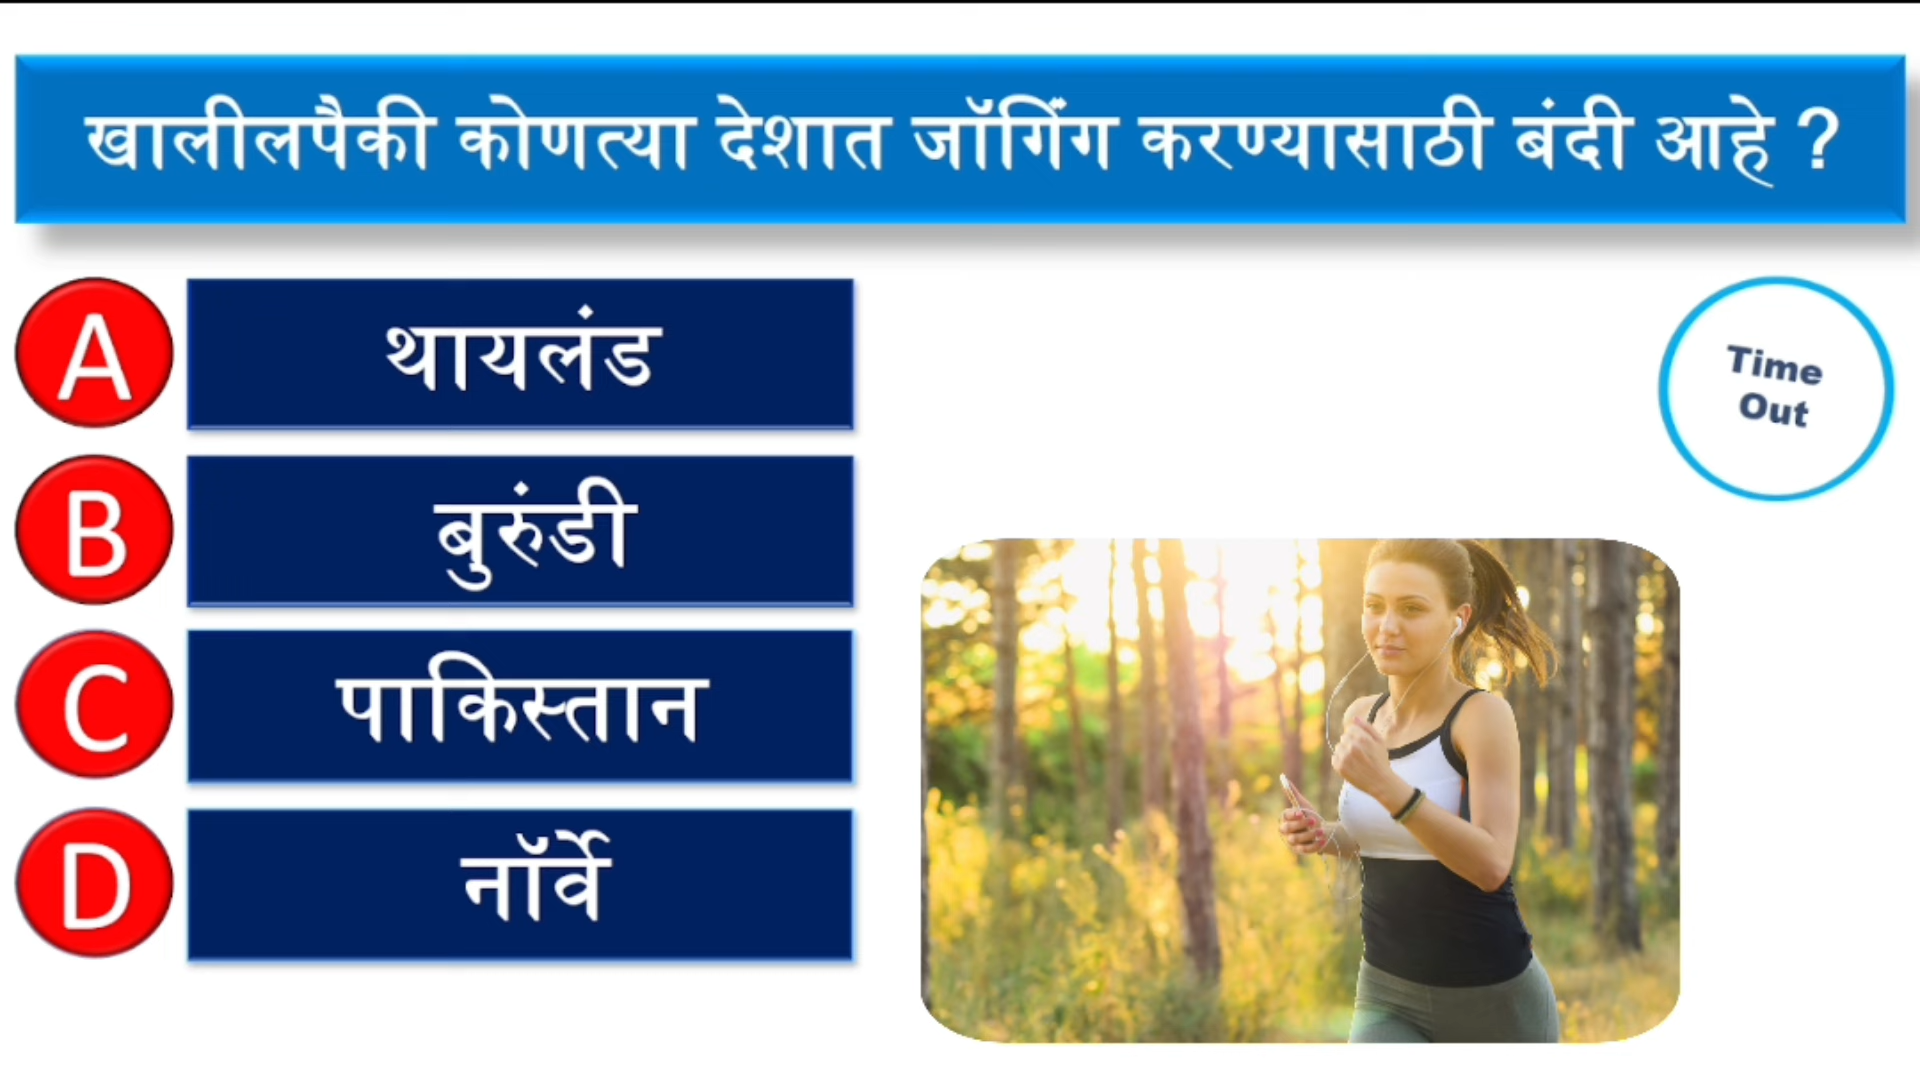 खालीलपैकी कोणत्या देशात जॉगिंग करण्यासाठी बंदी आहे ?
A थायलंड
B बुरुंडी
C पाकिस्तान
D नॉर्वे
Time
Out